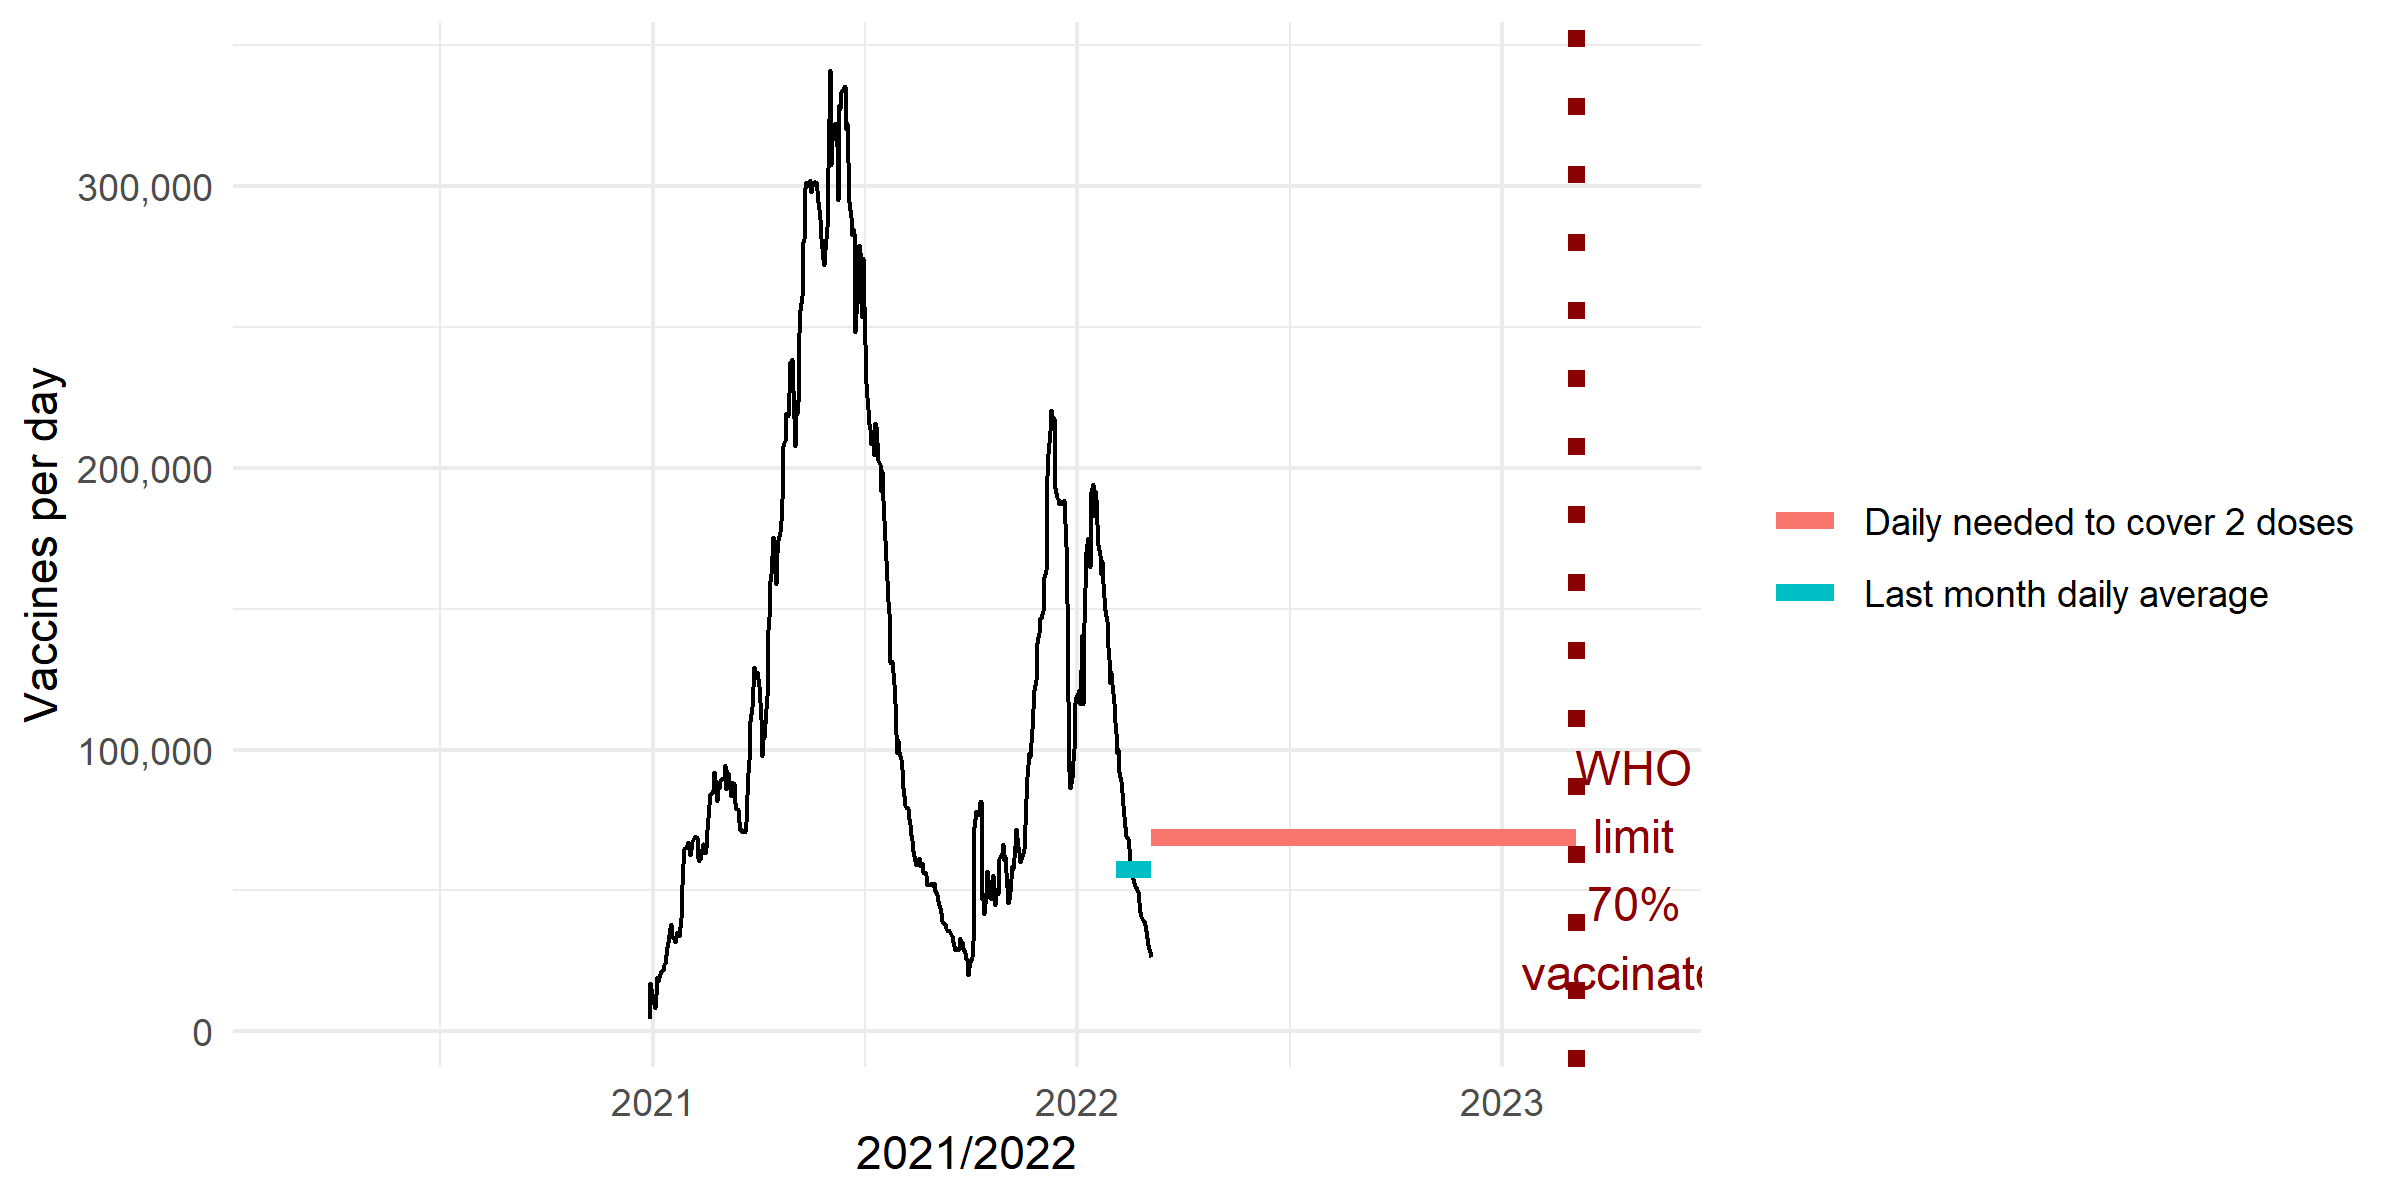 Vaccines per day
300,000
200,000
100,000
0
2021
2022
2023
2021/2022
WHO
limit
70%
vaccinate
Daily needed to cover 2 doses
Last month daily average